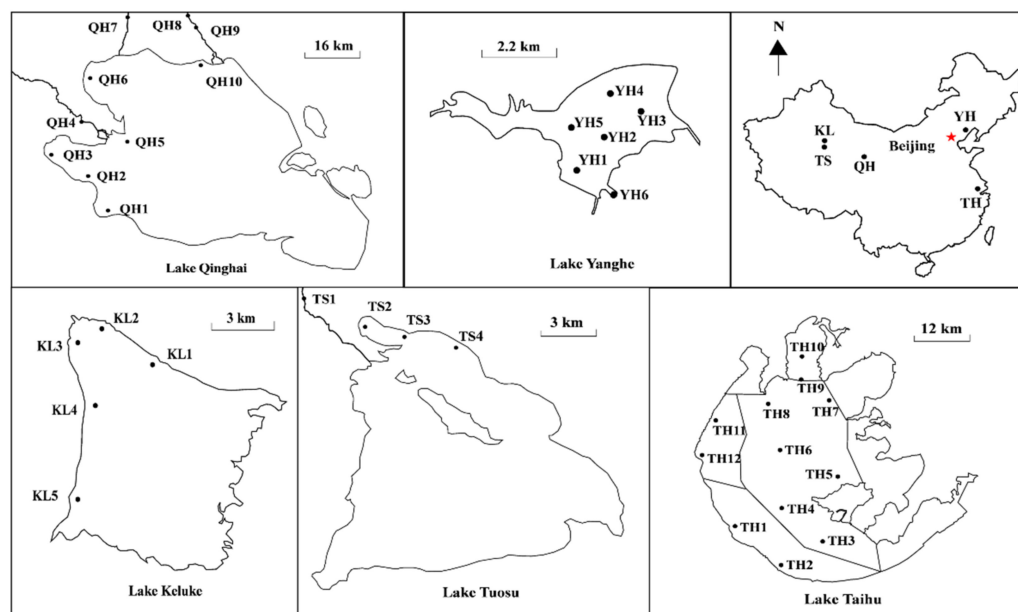 QH7
QH8
QH9
16 km
QH6
QH10
QH4
QH5
QH3
QH2
QH1
Lake Qinghai
2.2 km
YH4
YH3
YH5
YH2
YH1
YH6
Lake Yanghe
N
YH
KL
Beijing
TS
QH
TH
KL2
3 km
KL3
KL1
KL4
KL5
Lake Keluke
TS1
TS2
TS3
3 km
TS4
Lake Tuosu
12 km
TH10
TH9
TH8
TH7
TH11
TH6
TH12
TH5
TH4
TH1
TH3
TH2
Lake Taihu